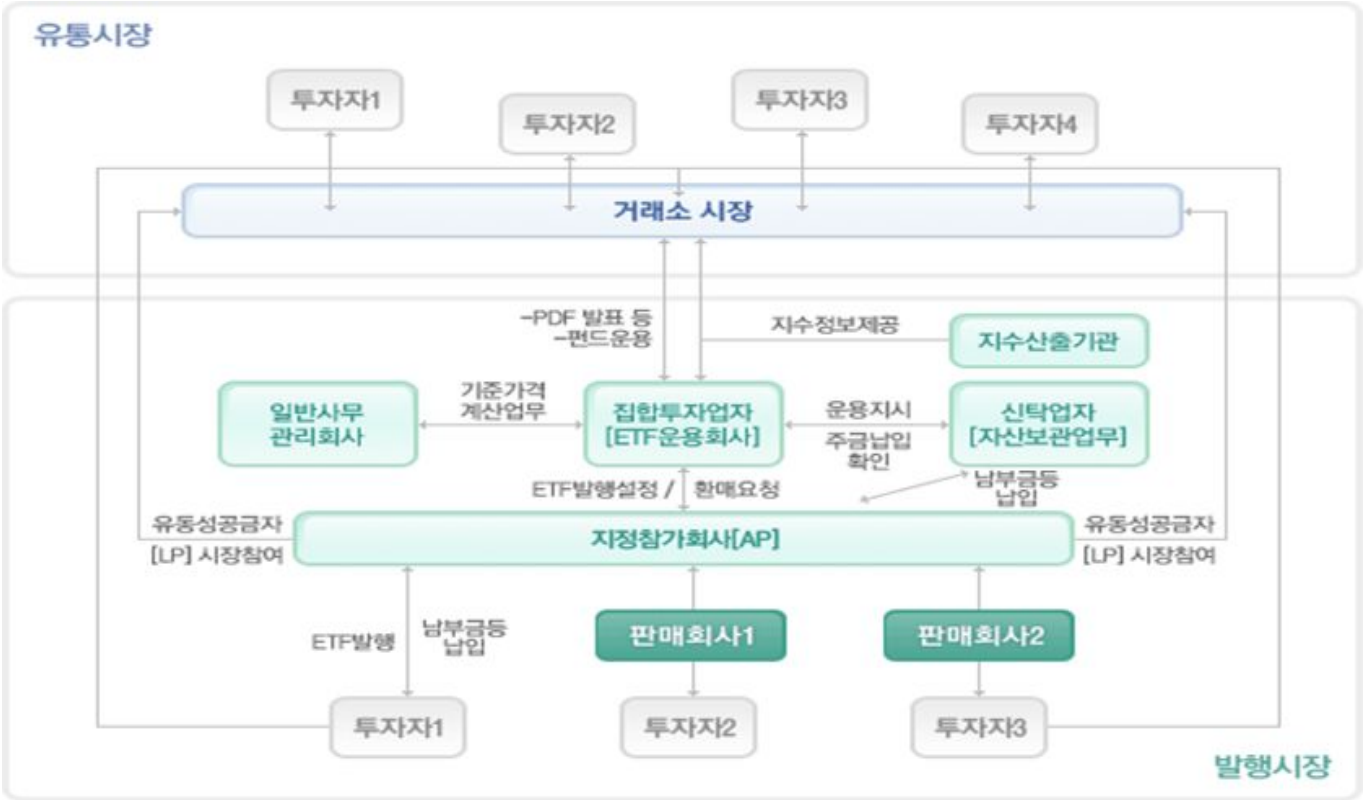 유통시장
투자자1
투자자2
투자자3
투자자4
거래소 시장
-PDF 발표 등
-펀드운용
지수정보제공
지수산출기관
일반사무
관리회사
기준가격
계산업무
집합투자업자
[ETF운용회사]
운용지시
주금납입
확인
신탁업자
[자산보관업무]
ETF발행설정 / 환매요청
남부금등
납입
유동성공금자
[LP] 시장참여
지정참가회사[AP]
유동성공금자
[LP] 시장참여
ETF발행
남부금등
납입
판매회사1
판매회사2
투자자1
투자자2
투자자3
발행시장